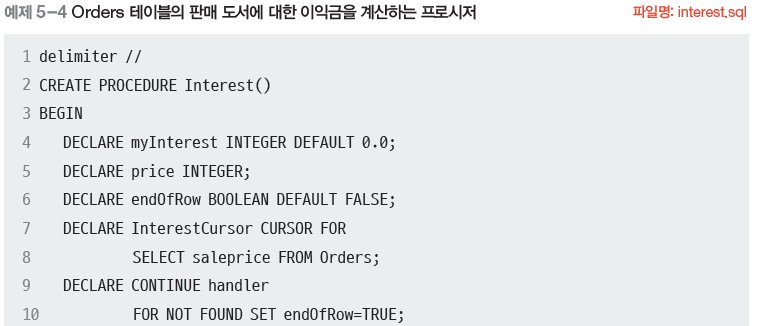 예제 5-4 Orders 테이블의 판매 도서에 대한 이익금을 계산하는 프로시저 파일명: interest.sql
1 delimiter //
2 CREATE PROCEDURE Interest()
3 BEGIN
4 DECLARE myInterest INTEGER DEFAULT 0.0;
5 DECLARE price INTEGER;
6 DECLARE endOfRow BOOLEAN DEFAULT FALSE;
7 DECLARE InterestCursor CURSOR FOR
8 SELECT saleprice FROM Orders;
9 DECLARE CONTINUE handler
10 FOR NOT FOUND SET endOfRow=TRUE;